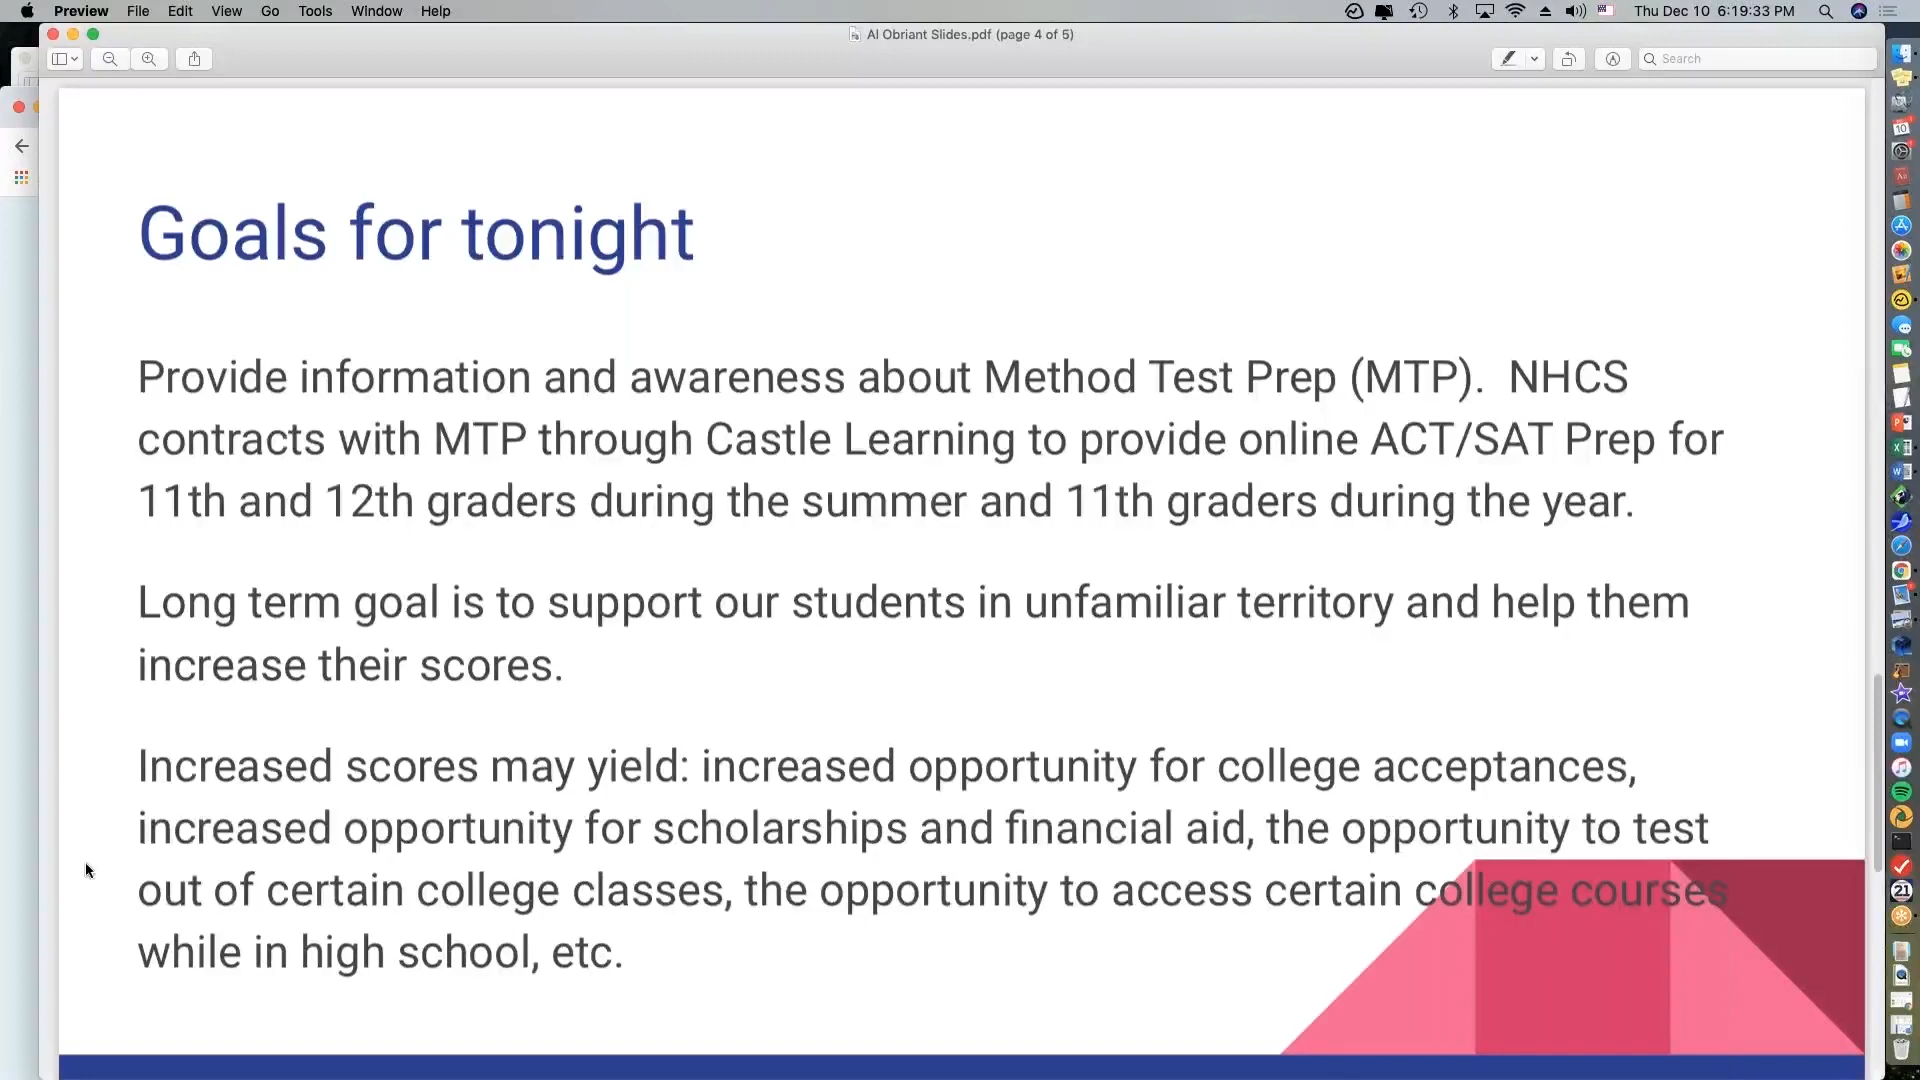 Preview File Edit View Go Tools Window Help Thu Dec 10 6:19:33 PM
Al Obriant Slides.pdf (page 4 of 5)
Search
Goals for tonight
Provide information and awareness about Method Test Prep (MTP).  NHCS
contracts with MTP through Castle Learning to provide online ACT/SAT Prep for
11th and 12th graders during the summer and 11th graders during the year.
Long term goal is to support our students in unfamiliar territory and help them
increase their scores.
Increased scores may yield: increased opportunity for college acceptances,
increased opportunity for scholarships and financial aid, the opportunity to test
out of certain college classes, the opportunity to access certain college courses
while in high school, etc.
10
21